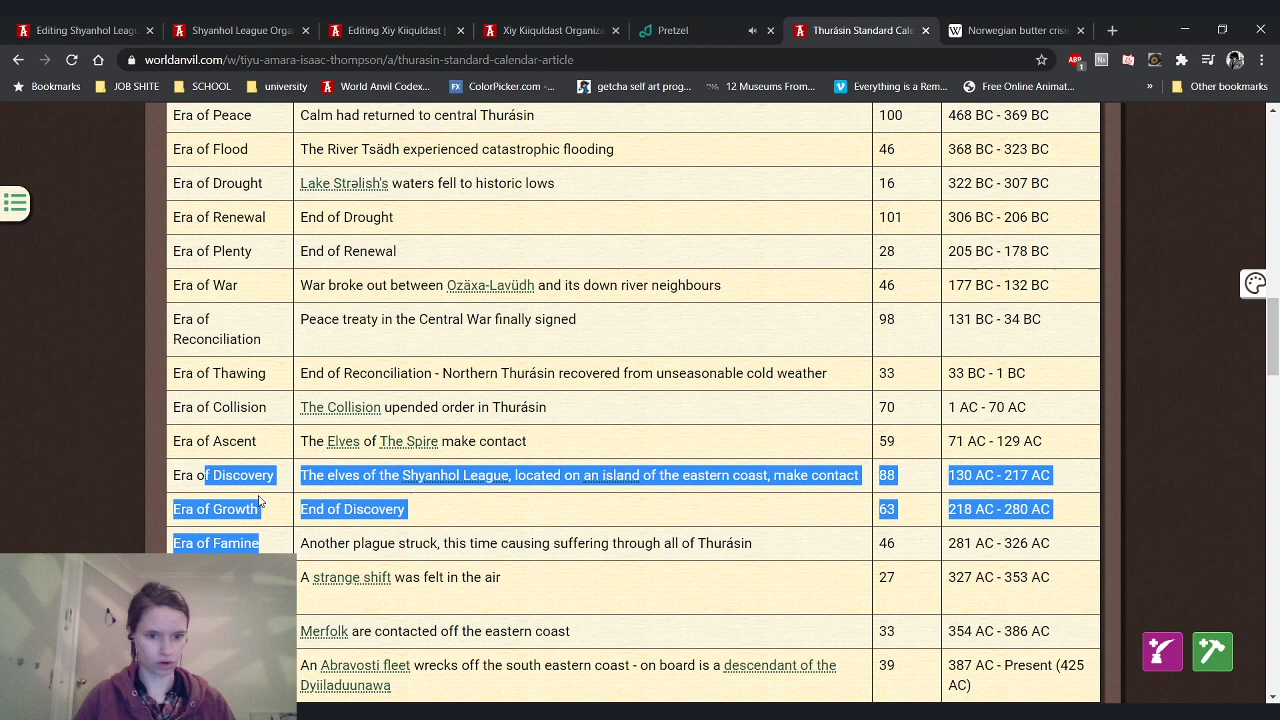 Editing Shyanhol Leagu
Shyanhol League Orga
Editing Xiy Kiiquldast |
Xiy Kiiquldast Organiza
Pretzel
Thurásin Standard Cale
Norwegian butter crisi
worldanvil.com/w/tiyu-amara-isaac-thompson/a/thurasin-standard-calendar-article
Bookmarks
JOB SHITE
SCHOOL
university
World Anvil Codex...
ColorPicker.com -...
getcha self art prog...
12 Museums From...
Everything is a Rem...
Free Online Animat...
»
Other bookmarks
Era of Peace Calm had returned to central Thurásin 100 468 BC - 369 BC
Era of Flood The River Tsädh experienced catastrophic flooding 46 368 BC - 323 BC
Era of Drought Lake Strəlish's waters fell to historic lows 16 322 BC - 307 BC
Era of Renewal End of Drought 101 306 BC - 206 BC
Era of Plenty End of Renewal 28 205 BC - 178 BC
Era of War War broke out between Ozäxa-Lavüdh and its down river neighbours 46 177 BC - 132 BC
Era of Peace treaty in the Central War finally signed 98 131 BC - 34 BC
Reconciliation
Era of Thawing End of Reconciliation - Northern Thurásin recovered from unseasonable cold weather 33 33 BC - 1 BC
Era of Collision The Collision upended order in Thurásin 70 1 AC - 70 AC
Era of Ascent The Elves of The Spire make contact 59 71 AC - 129 AC
Era of Discovery The elves of the Shyanhol League, located on an island of the eastern coast, make contact 88 130 AC - 217 AC
Era of Growth End of Discovery 63 218 AC - 280 AC
Era of Famine Another plague struck, this time causing suffering through all of Thurásin 46 281 AC - 326 AC
A strange shift was felt in the air 27 327 AC - 353 AC
Merfolk are contacted off the eastern coast 33 354 AC - 386 AC
An Abravosti fleet wrecks off the south eastern coast - on board is a descendant of the 39 387 AC - Present (425
Dyiiladuunawa AC)